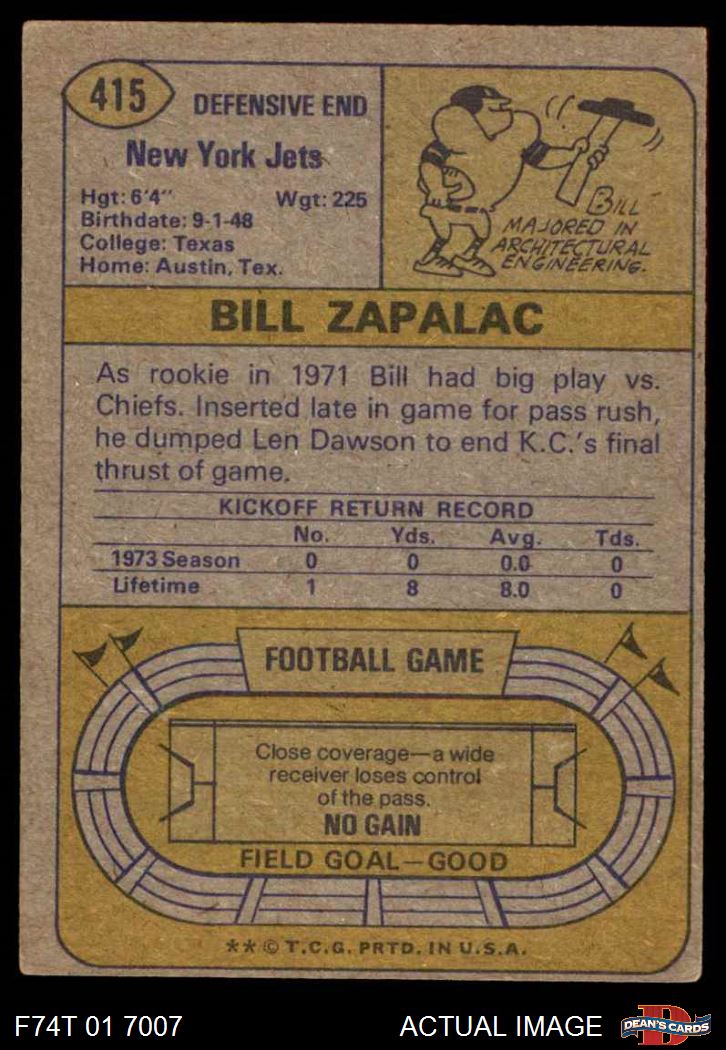 415
DEFENSIVE END
New York Jets
Hgt: 6'4" Wgt: 225
Birthdate: 9-1-48
College: Texas
Home: Austin, Tex.
BILL
MAJORED IN
ARCHITECTURAL
ENGINEERING.
BILL ZAPALAC
As rookie in 1971 Bill had big play vs.
Chiefs. Inserted late in game for pass rush,
he dumped Len Dawson to end K.C.'s final
thrust of game.
KICKOFF RETURN RECORD
No. Yds. Avg. Tds.
1973 Season 0 0 0.0 0
Lifetime 1 8 8.0 0
FOOTBALL GAME
Close coverage—a wide
receiver loses control
of the pass.
NO GAIN
FIELD GOAL—GOOD
**© T.C.G. PRTD. IN U.S.A.
F74T 01 7007 ACTUAL IMAGE
D
DEAN'S CARDS